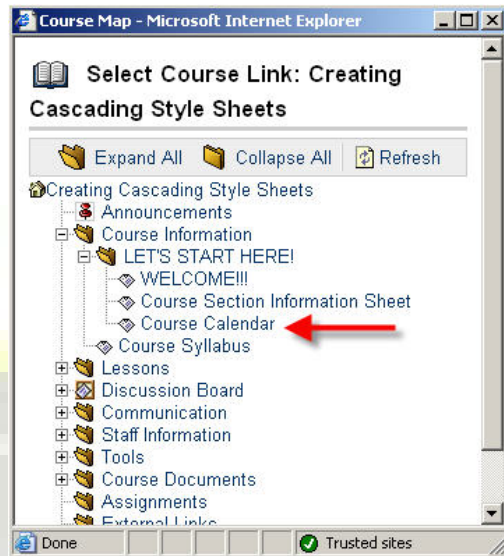 Course Map - Microsoft Internet Explorer
Select Course Link: Creating
Cascading Style Sheets
Expand All Collapse All Refresh
Creating Cascading Style Sheets
Announcements
Course Information
LET'S START HERE!
WELCOME!!!
Course Section Information Sheet
Course Calendar
Course Syllabus
Lessons
Discussion Board
Communication
Staff Information
Tools
Course Documents
Assignments
External Links
Done Trusted sites